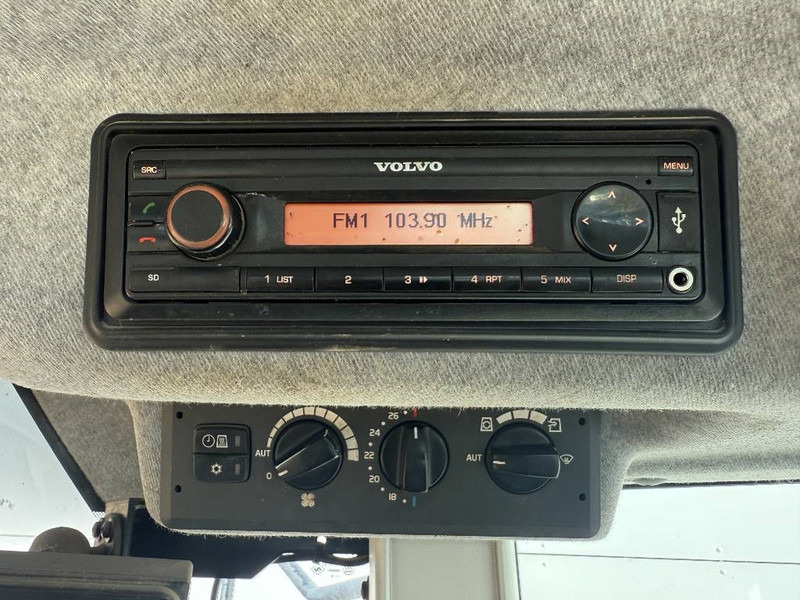 VOLVO
SRC MENU
FM1 103.90 MHz
SD 1 LIST 2 3 4 RPT 5 MIX DISP
26
24
AUT 22 AUT
0 20
18